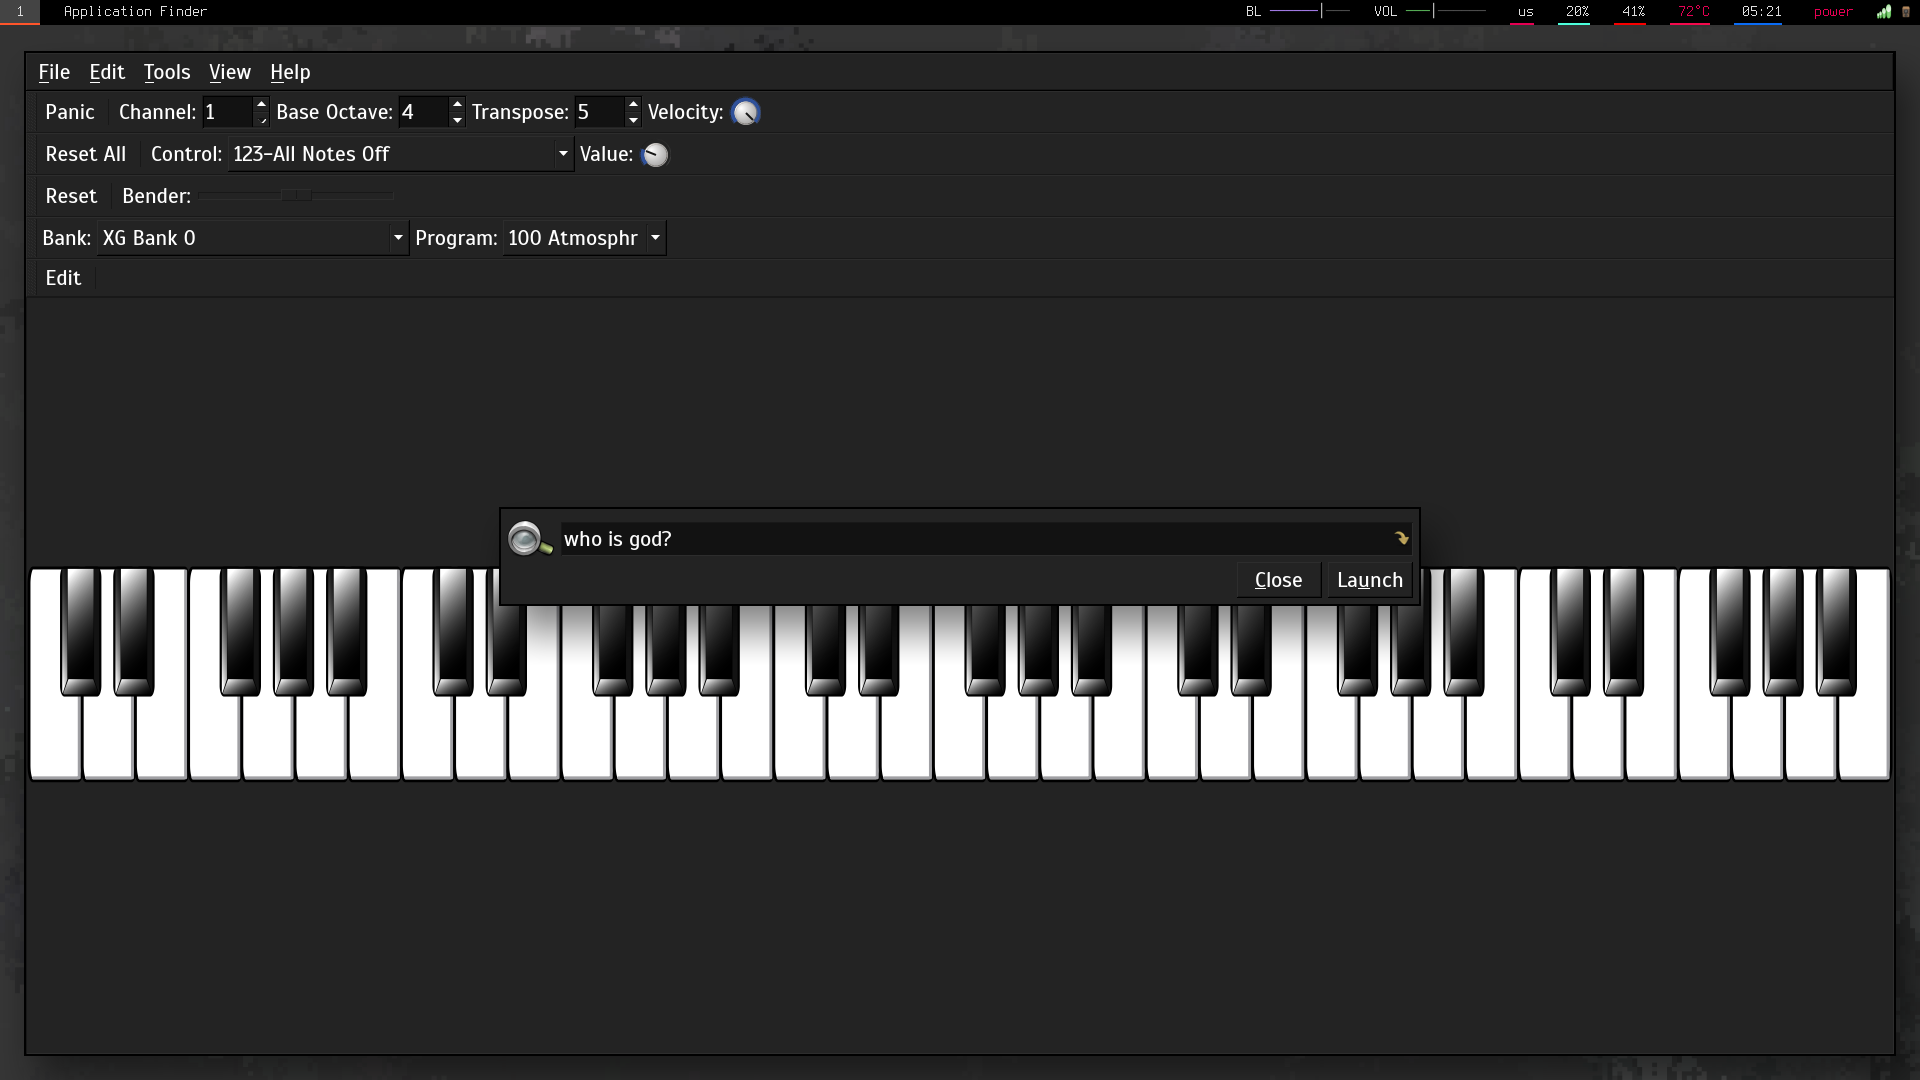 1 Application Finder BL VOL us 20% 41% 72°C 05:21 power
File Edit Tools View Help
Panic Channel: 1 Base Octave: 4 Transpose: 5 Velocity:
Reset All Control: 123-All Notes Off Value:
Reset Bender:
Bank: XG Bank 0 Program: 100 Atmosphr
Edit
who is god?
Close Launch